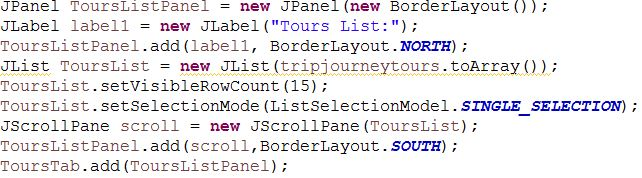 JPanel ToursListPanel = new JPanel(new BorderLayout());
JLabel label1 = new JLabel("Tours List:");
ToursListPanel.add(label1, BorderLayout.NORTH);
JList ToursList = new JList(tripjourneytours.toArray());
ToursList.setVisibleRowCount(15);
ToursList.setSelectionMode(ListSelectionModel.SINGLE_SELECTION);
JScrollPane scroll = new JScrollPane(ToursList);
ToursListPanel.add(scroll,BorderLayout.SOUTH);
ToursTab.add(ToursListPanel);